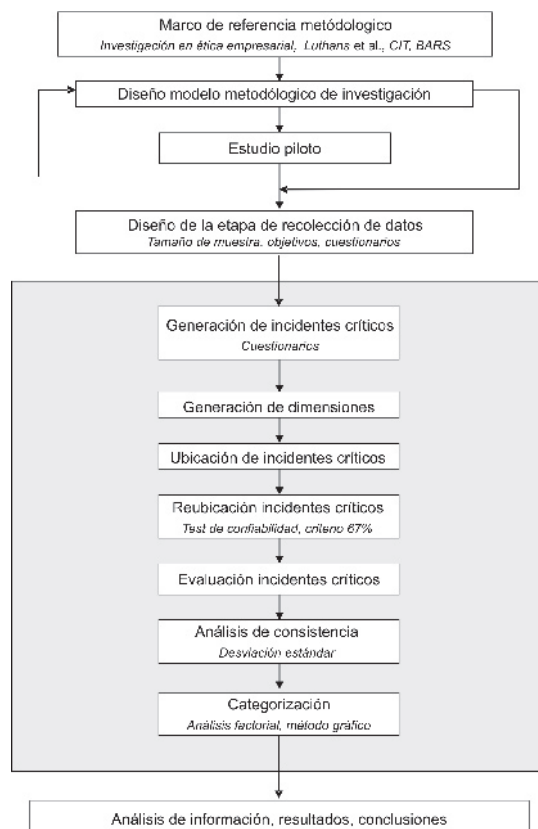 Marco de referencia metódologico
Investigación en ética empresarial, Luthans et al., CIT, BARS
Diseño modelo metodólogico de investigación
Estudio piloto
Diseño de la etapa de recolección de datos
Tamaño de muestra, objetivos, cuestionarios
Generación de incidentes críticos
Cuestionarios
Generación de dimensiones
Ubicación de incidentes críticos
Reubicación incidentes críticos
Test de confiabilidad, criteno 67%
Evaluación incidentes críticos
Análisis de consistencia
Desviación estándar
Categorización
Análisis factorial, método gráfico
Análisis de información, resultados, conclusiones